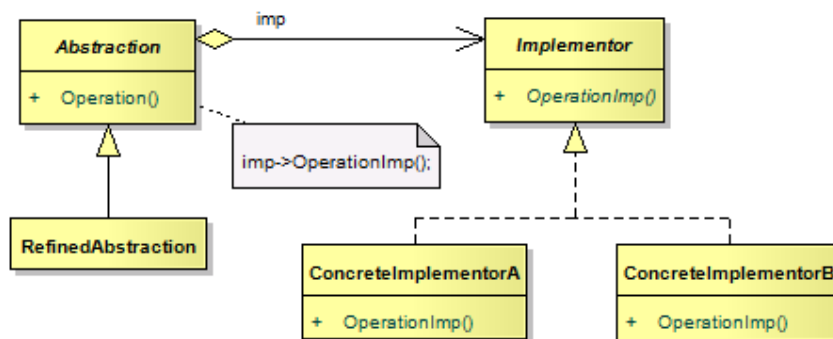 imp
Abstraction
+ Operation()
Implementor
+ OperationImp()
imp->OperationImp();
RefinedAbstraction
ConcreteImplementorA
+ OperationImp()
ConcreteImplementorB
+ OperationImp()